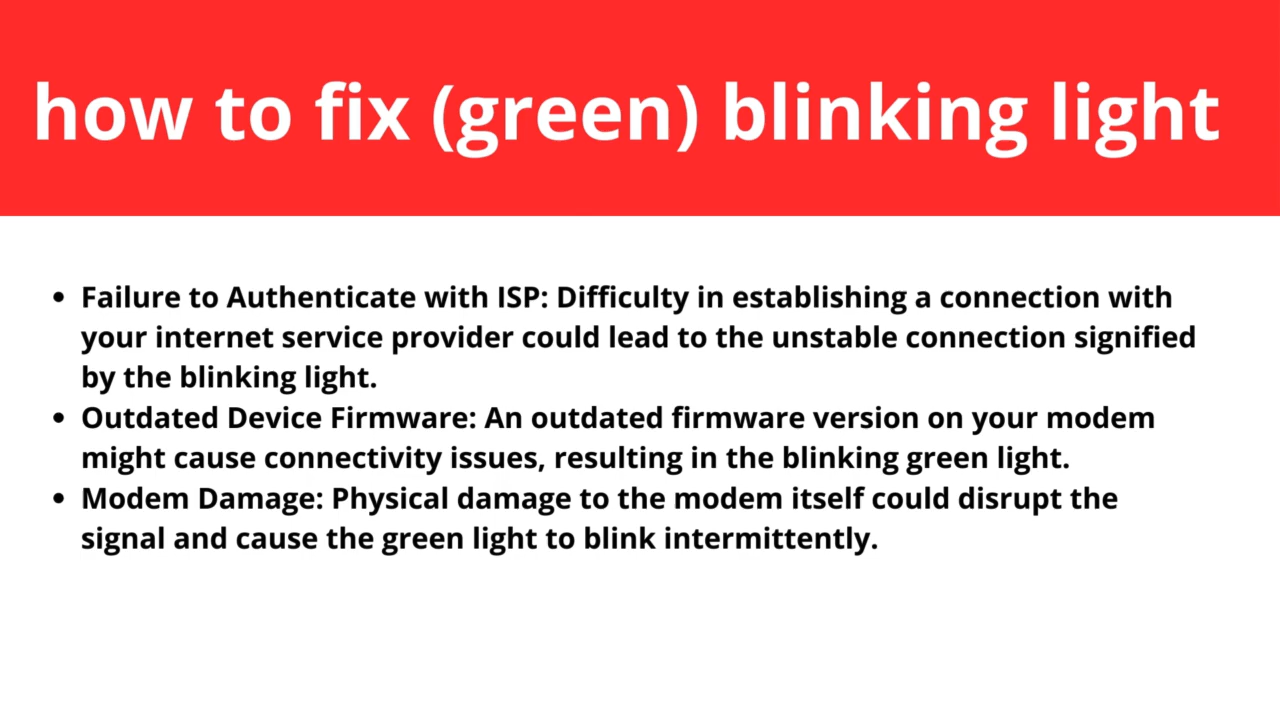 how to fix (green) blinking light
• Failure to Authenticate with ISP: Difficulty in establishing a connection with
your internet service provider could lead to the unstable connection signified
by the blinking light.
• Outdated Device Firmware: An outdated firmware version on your modem
might cause connectivity issues, resulting in the blinking green light.
• Modem Damage: Physical damage to the modem itself could disrupt the
signal and cause the green light to blink intermittently.